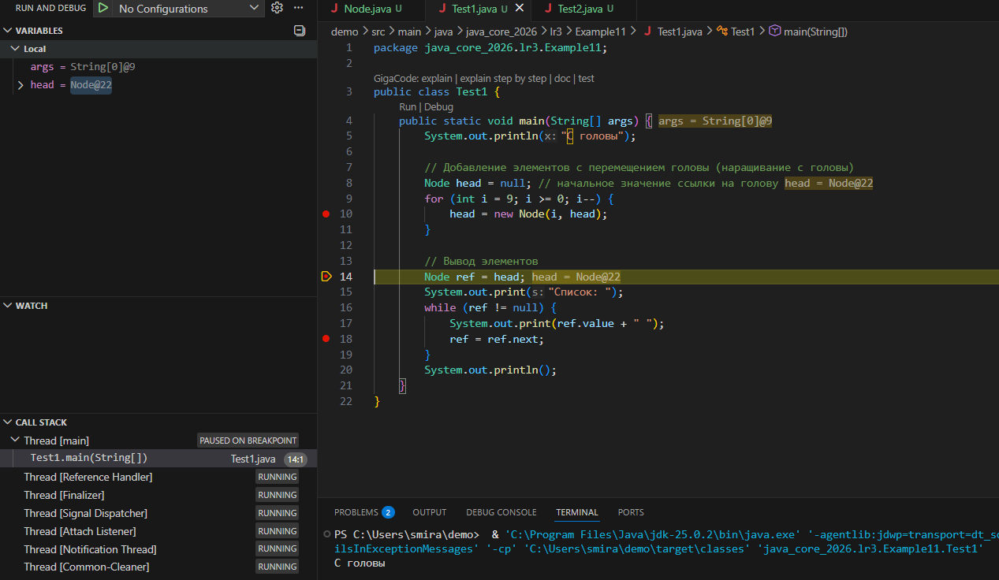 RUN AND DEBUG No Configurations
VARIABLES
Local
args = String[0]@9
head = Node@22
WATCH
CALL STACK
Thread [main] PAUSED ON BREAKPOINT
Test1.main(String[]) Test1.java 14:1
Thread [Reference Handler] RUNNING
Thread [Finalizer] RUNNING
Thread [Signal Dispatcher] RUNNING
Thread [Attach Listener] RUNNING
Thread [Notification Thread] RUNNING
Thread [Common-Cleaner] RUNNING
J Node.java U J Test1.java U J Test2.java U
demo > src > main > java > java_core_2026 > lr3 > Example11 > J Test1.java > Test1 > main(String[])
1 package java_core_2026.lr3.Example11;
2
GigaCode: explain | explain step by step | doc | test
3 public class Test1 {
Run | Debug
4 public static void main(String[] args) { args = String[0]@9
5 System.out.println(x: "С головы");
6
7 // Добавление элементов с перемещением головы (наращивание с головы)
8 Node head = null; // начальное значение ссылки на голову head = Node@22
9 for (int i = 9; i >= 0; i--) {
10 head = new Node(i, head);
11 }
12
13 // Вывод элементов
14 Node ref = head; head = Node@22
15 System.out.print(s: "Список: ");
16 while (ref != null) {
17 System.out.print(ref.value + " ");
18 ref = ref.next;
19 }
20 System.out.println();
21 }
22 }
PROBLEMS 2 OUTPUT DEBUG CONSOLE TERMINAL PORTS
PS C:\Users\smira\demo> & 'C:\Program Files\Java\jdk-25.0.2\bin\java.exe' '-agentlib:jdwp=transport=dt_so
ilsInExceptionMessages' '-cp' 'C:\Users\smira\demo\target\classes' 'java_core_2026.lr3.Example11.Test1'
С головы